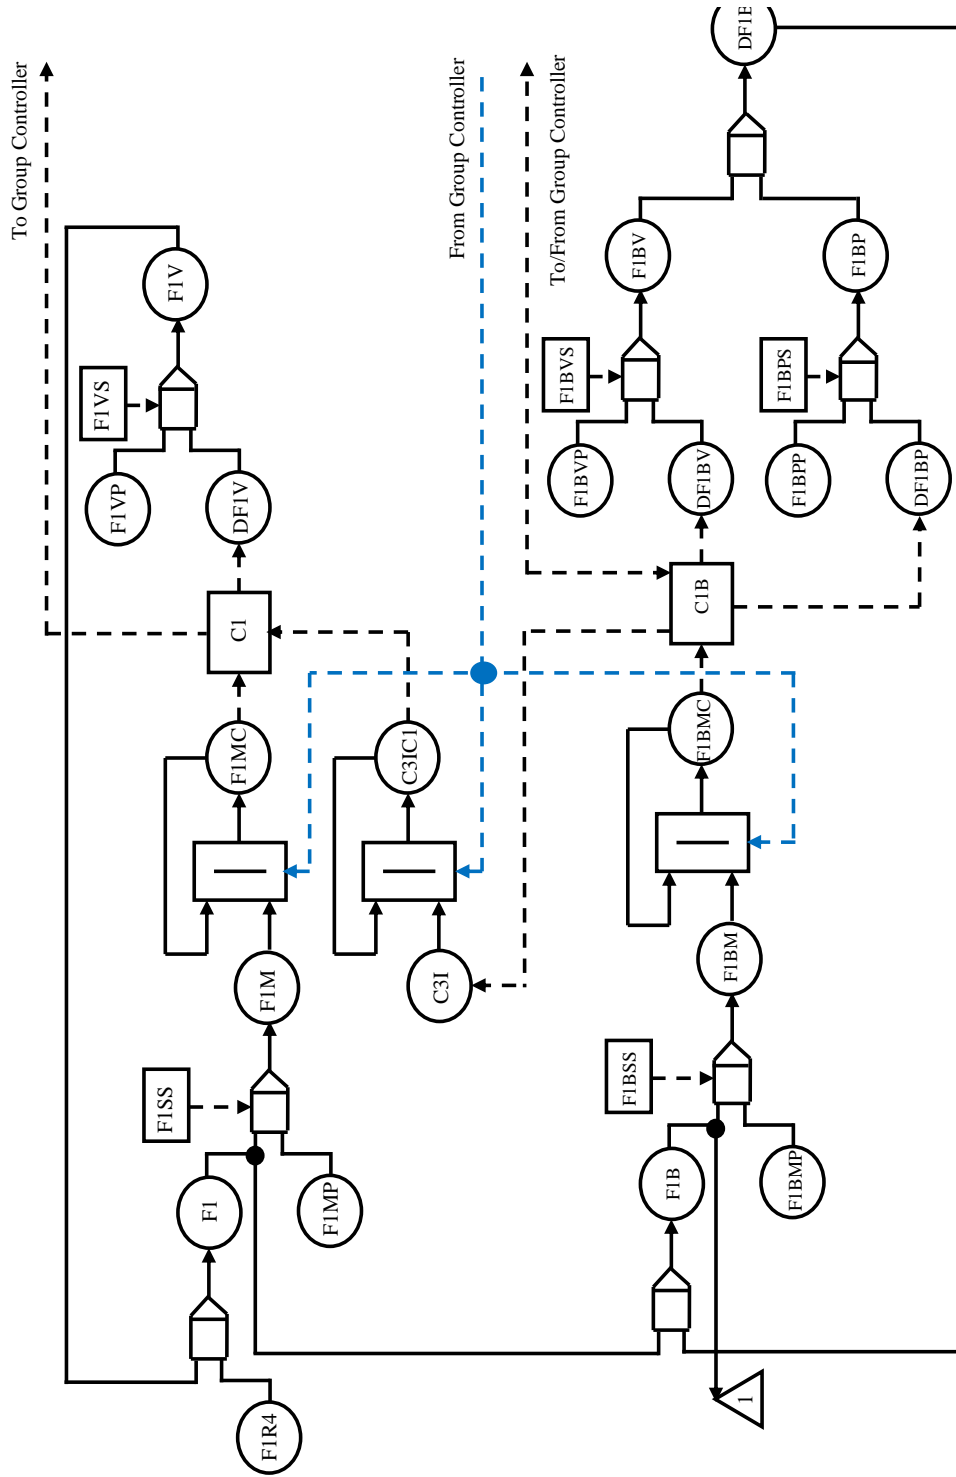 To Group Controller
F1V
F1VS
F1VP
DF1V
C1
F1MC
C3IC1
F1M
C3I
F1SS
F1
F1MP
F1R4
From Group Controller
To/From Group Controller
DF1B
F1BV
F1BP
F1BVS
F1BPS
F1BVP
DF1BV
F1BPP
DF1BP
C1B
F1BMC
F1BM
F1BSS
F1B
F1BMP
1